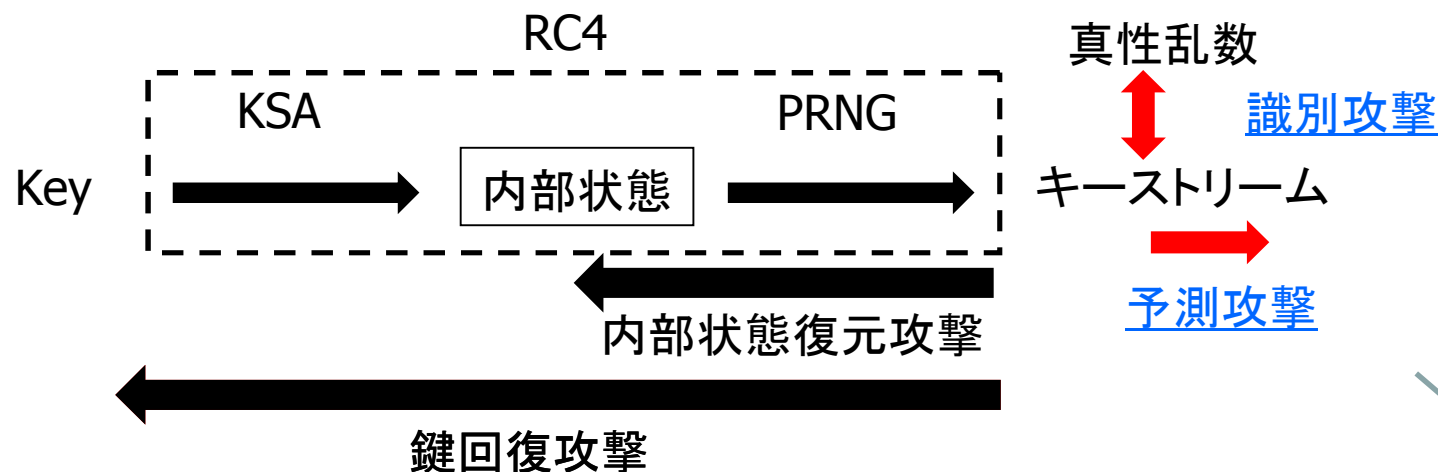 RC4
真性乱数
KSA
PRNG
識別攻撃
Key
内部状態
キーストリーム
予測攻撃
内部状態復元攻撃
鍵回復攻撃